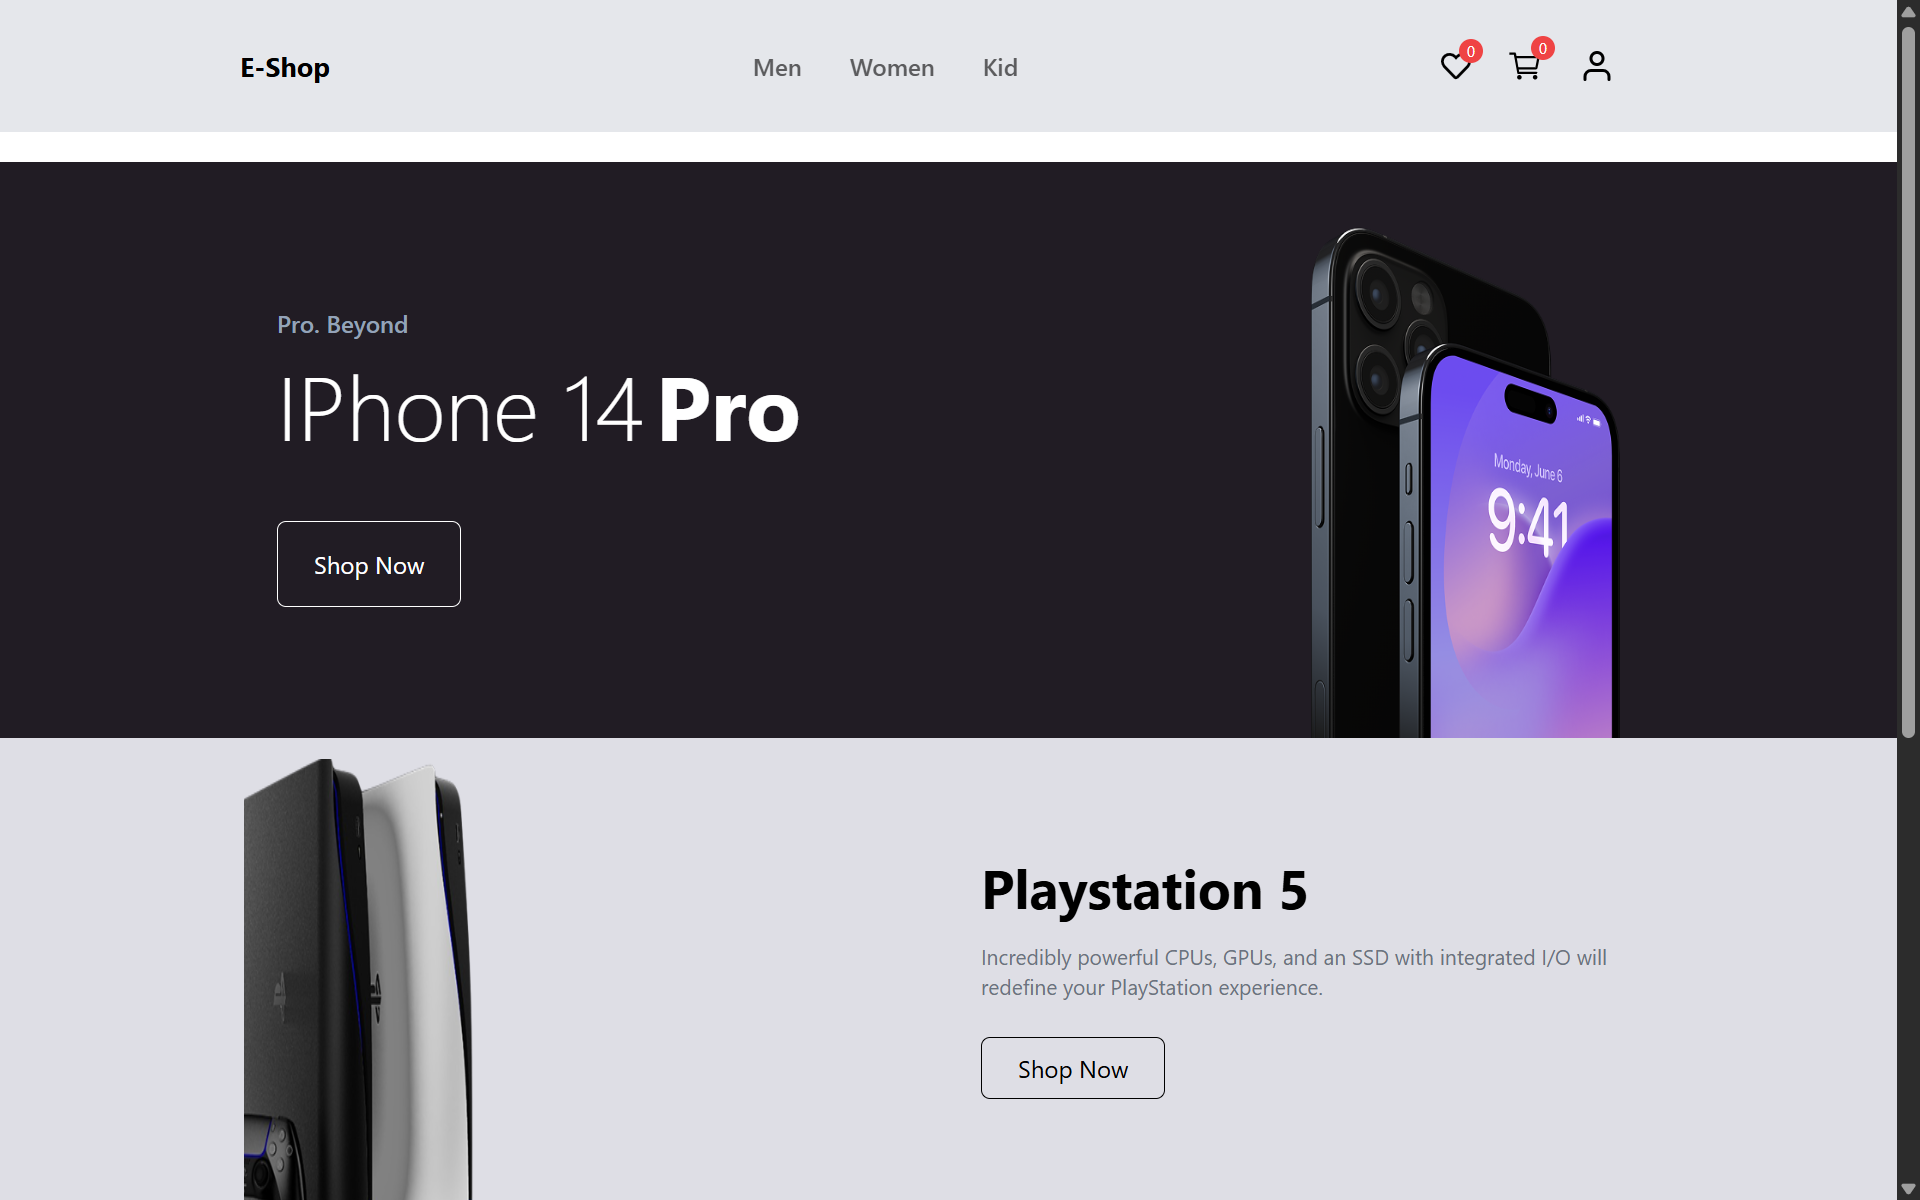 E-Shop
Men Women Kid
0 0
Pro. Beyond
IPhone 14 Pro
Shop Now
Monday, June 6
9:41
Playstation 5
Incredibly powerful CPUs, GPUs, and an SSD with integrated I/O will
redefine your PlayStation experience.
Shop Now